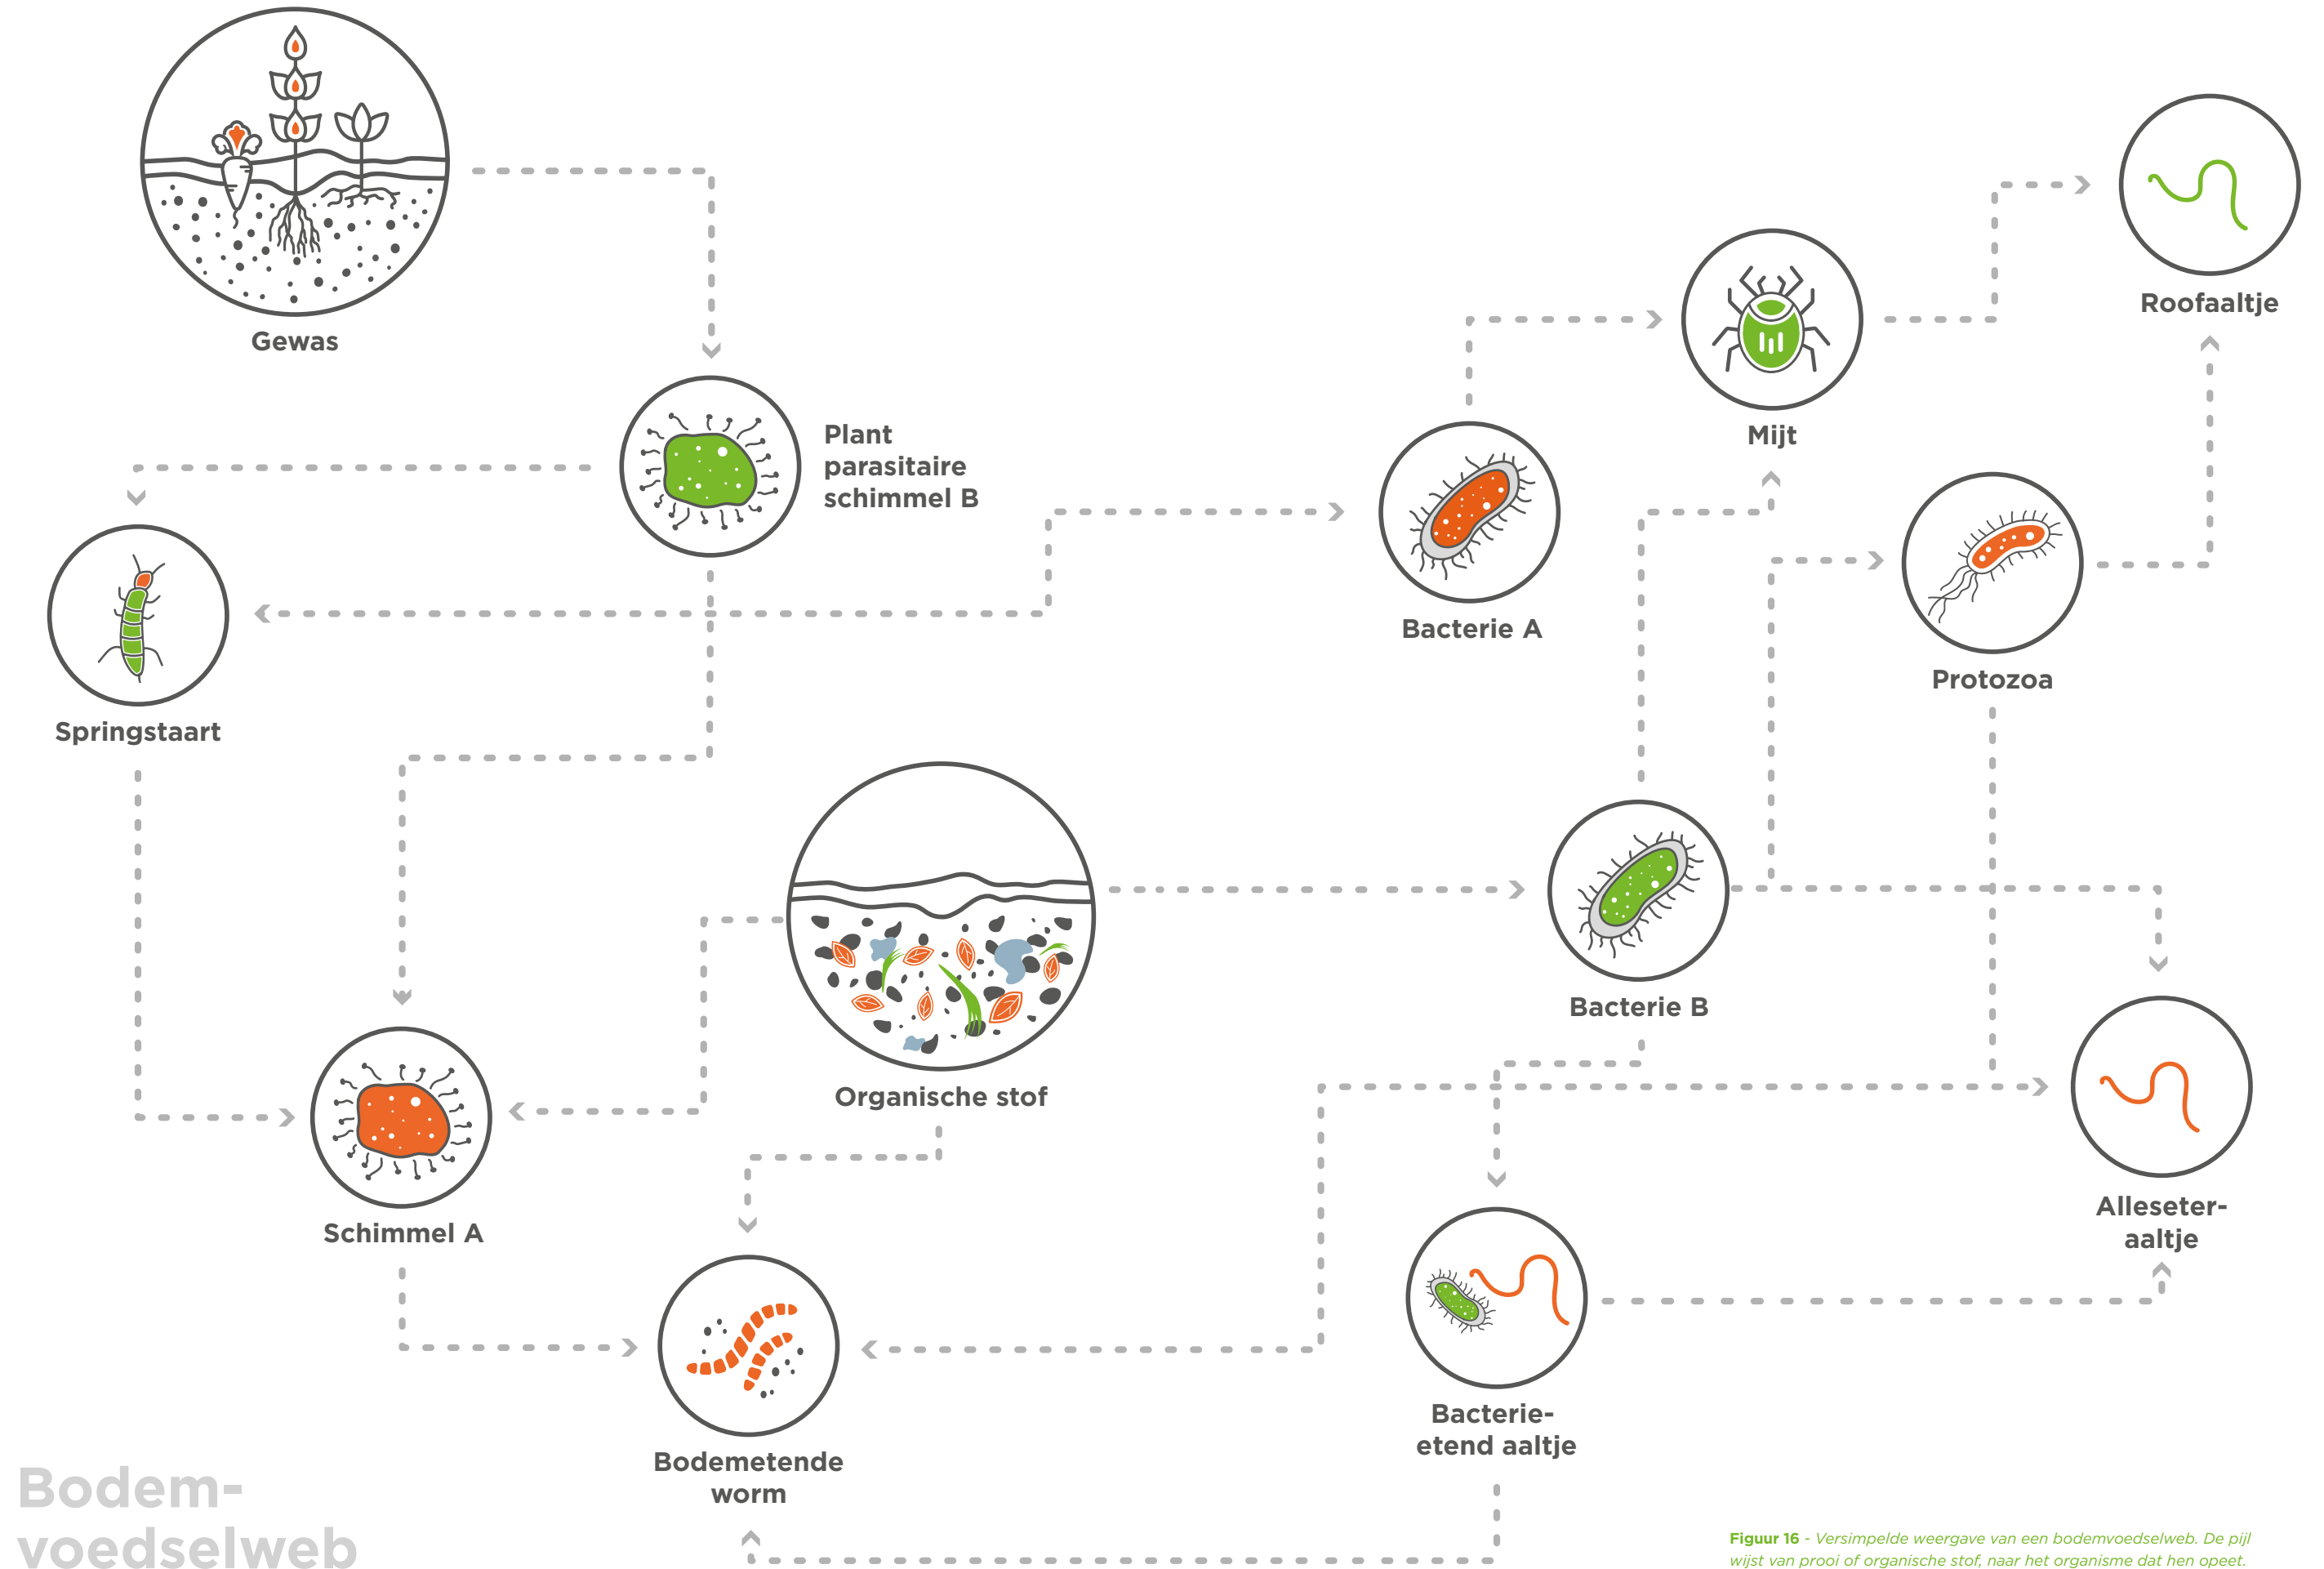 Gewas
Roofaaltje
Plant
parasitaire
schimmel B
Mijt
Bacterie A
Protozoa
Springstaart
Bacterie B
Organische stof
Alleseter-
aaltje
Schimmel A
Bacterie-
etend aaltje
Bodemetende
worm
Bodem-
voedselweb
Figuur 16 - Versimpelde weergave van een bodemvoedselweb. De pijl
wijst van prooi of organische stof, naar het organisme dat hen opeet.